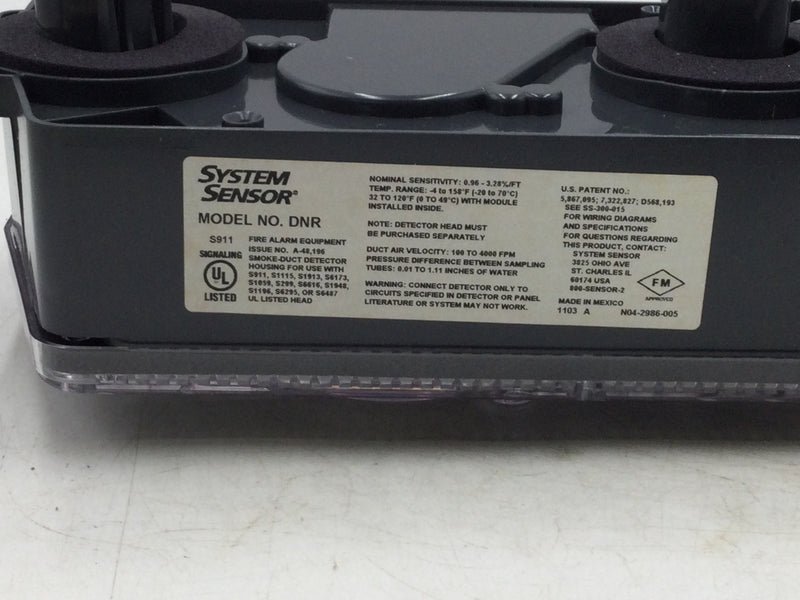 SYSTEM
SENSOR®
MODEL NO. DNR
S911
SIGNALING
UL
LISTED
FIRE ALARM EQUIPMENT
ISSUE NO. A-48,196
SMOKE-DUCT DETECTOR
HOUSING FOR USE WITH
S911, S1115, S1913, S6173,
S1059, S299, S6616, S1948,
S1196, S6295, OR S6487
UL LISTED HEAD
NOMINAL SENSITIVITY: 0.96 - 3.28%/FT
TEMP. RANGE: -4 to 158°F (-20 to 70°C)
32 TO 120°F (0 TO 49°C) WITH MODULE
INSTALLED INSIDE.
NOTE: DETECTOR HEAD MUST
BE PURCHASED SEPARATELY
DUCT AIR VELOCITY: 100 TO 4000 FPM
PRESSURE DIFFERENCE BETWEEN SAMPLING
TUBES: 0.01 TO 1.11 INCHES OF WATER
WARNING: CONNECT DETECTOR ONLY TO
CIRCUITS SPECIFIED IN DETECTOR OR PANEL
LITERATURE OR SYSTEM MAY NOT WORK.
U.S. PATENT NO.:
5,867,095; 7,322,827; D568,193
SEE SS-300-015
FOR WIRING DIAGRAMS
AND SPECIFICATIONS
FOR QUESTIONS REGARDING
THIS PRODUCT, CONTACT:
SYSTEM SENSOR
3825 OHIO AVE
ST. CHARLES IL
60174 USA
800-SENSOR-2
FM
APPROVED
MADE IN MEXICO
1103 A N04-2986-005